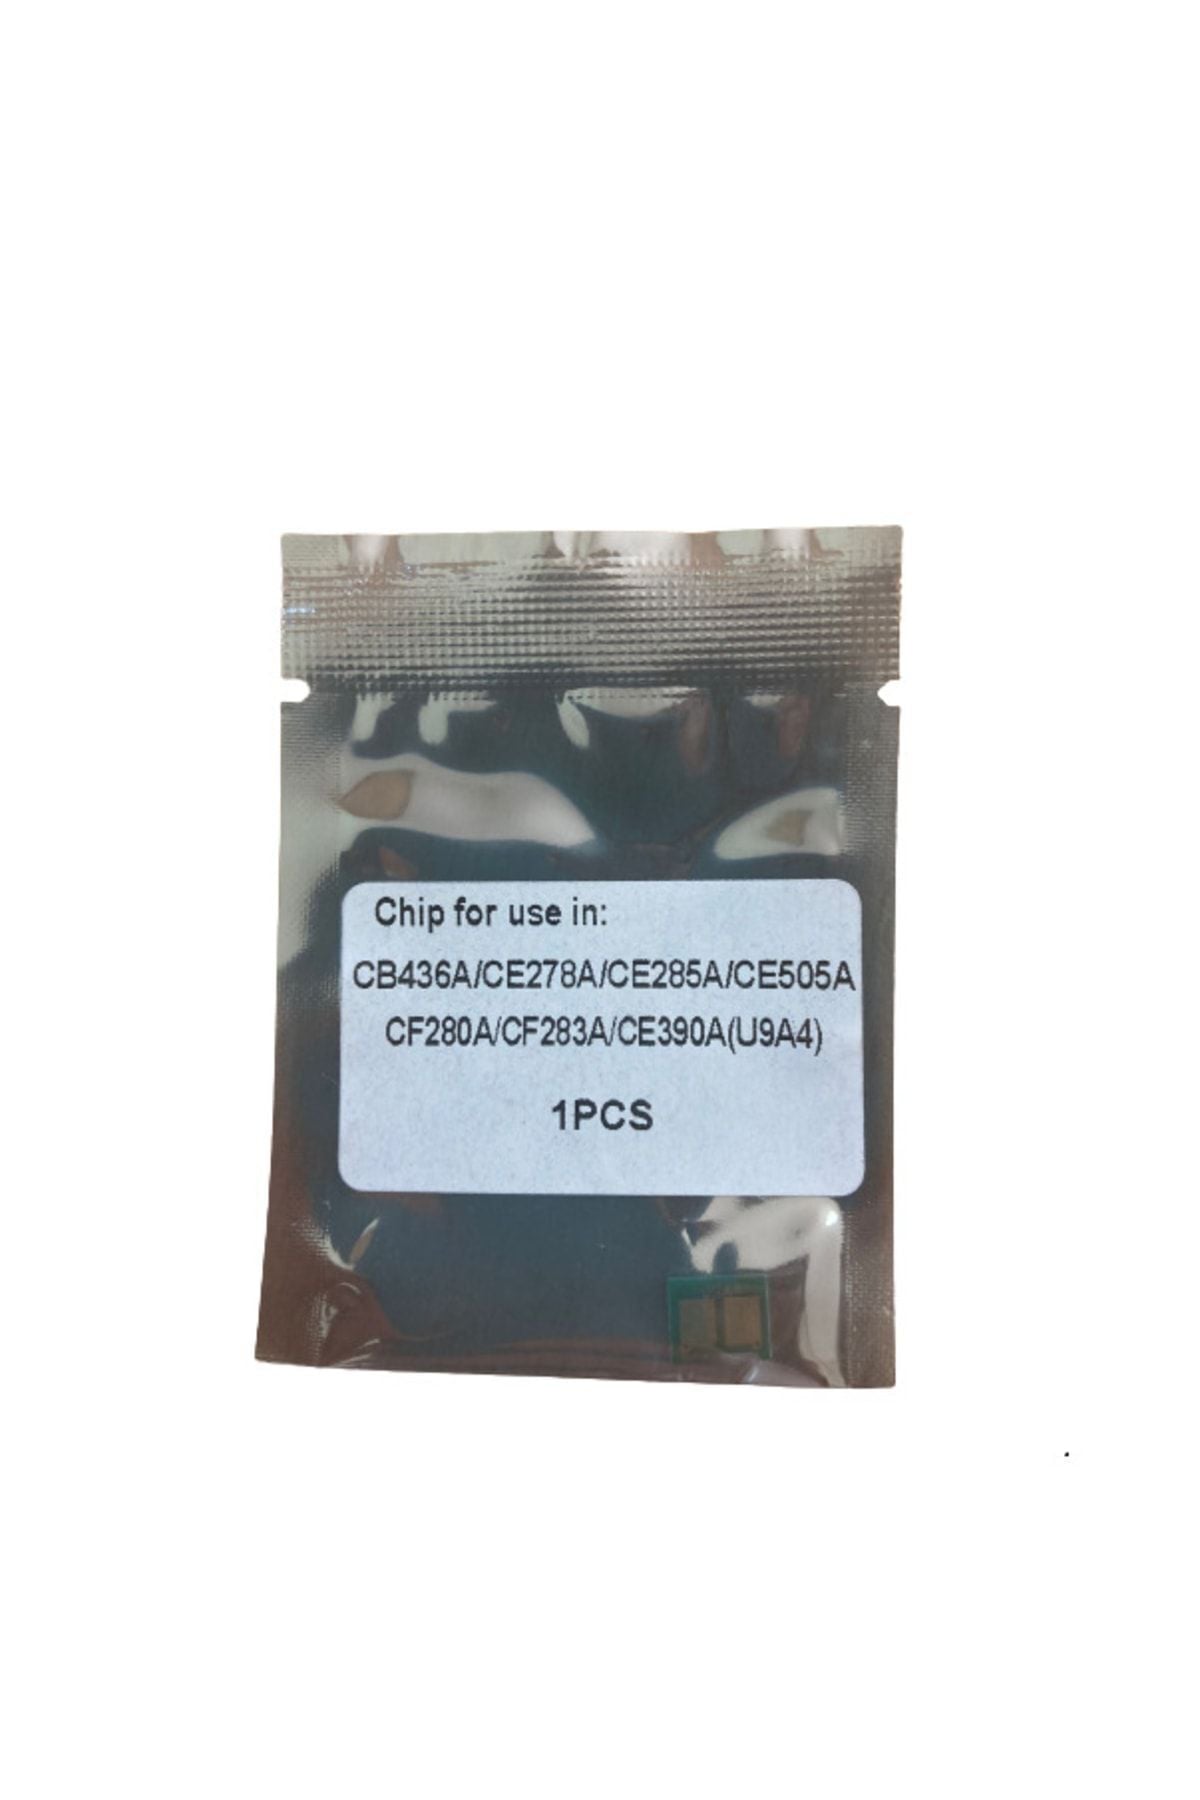 Chip for use in:
CB436A/CE278A/CE285A/CE505A
CF280A/CF283A/CE390A(U9A4)
1PCS